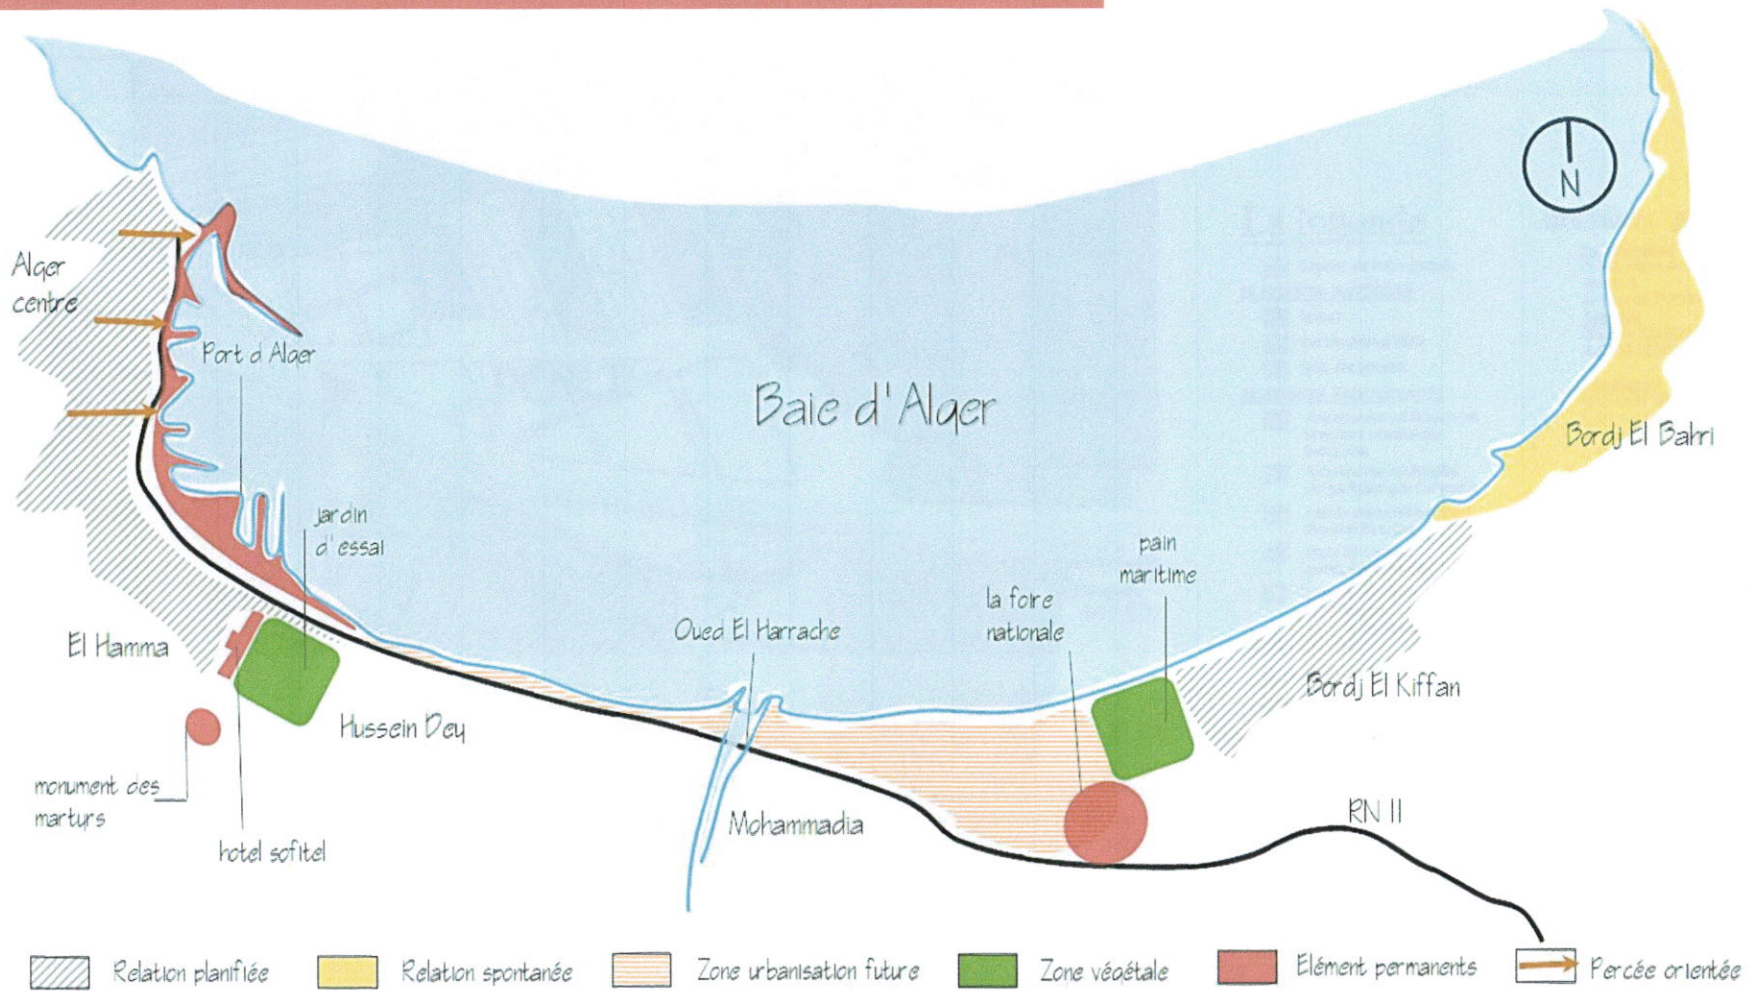 N
Alger
centre
Port d Alger
Baie d'Alger
Bordj El Bahri
jardin
d'essai
pain
maritime
la foire
nationale
Oued El Harrache
El Hamma
Bordj El Kiffan
Hussein Dey
monument des
marturs
Mohammadia
RN II
hotel sofitel
Relation planifiée
Relation spontanée
Zone urbanisation future
Zone végétale
Elément permanents
Percée orientée